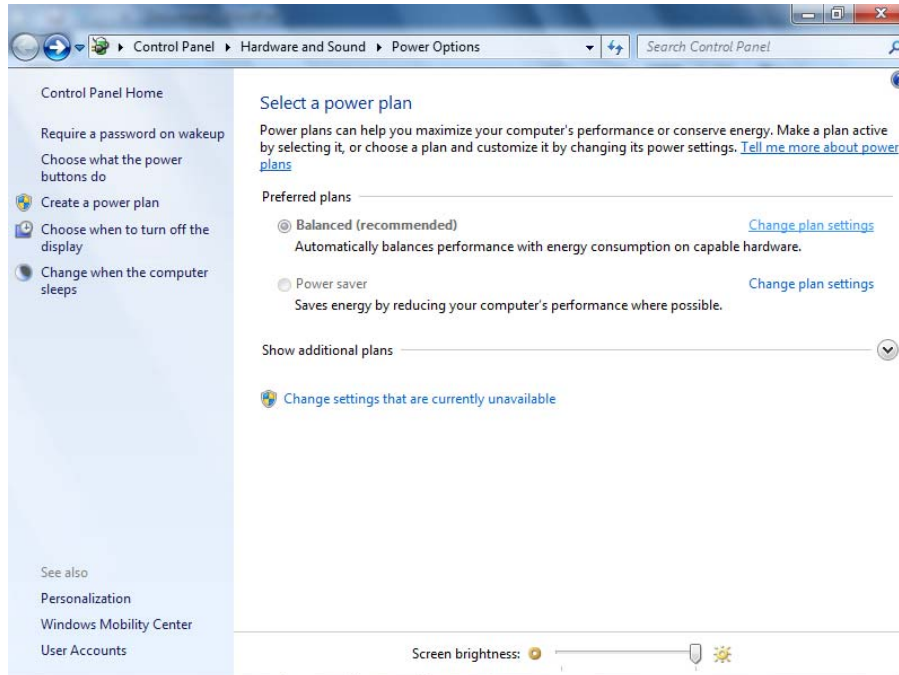 Control Panel ▸ Hardware and Sound ▸ Power Options
Search Control Panel
Control Panel Home
Require a password on wakeup
Choose what the power
buttons do
Create a power plan
Choose when to turn off the
display
Change when the computer
sleeps
See also
Personalization
Windows Mobility Center
User Accounts
Select a power plan
Power plans can help you maximize your computer's performance or conserve energy. Make a plan active
by selecting it, or choose a plan and customize it by changing its power settings. Tell me more about power
plans
Preferred plans
Balanced (recommended) Change plan settings
Automatically balances performance with energy consumption on capable hardware.
Power saver Change plan settings
Saves energy by reducing your computer's performance where possible.
Show additional plans
Change settings that are currently unavailable
Screen brightness: